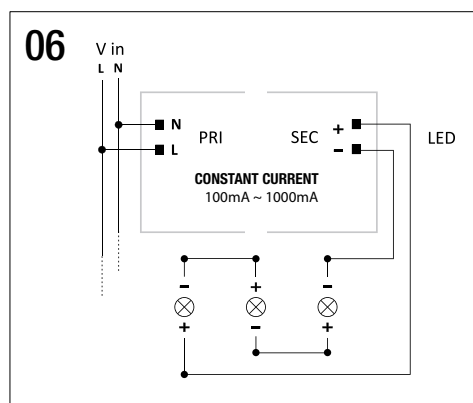 06
V in
L N
N PRI SEC + LED
L -
CONSTANT CURRENT
100mA ~ 1000mA
- + -
+ - +